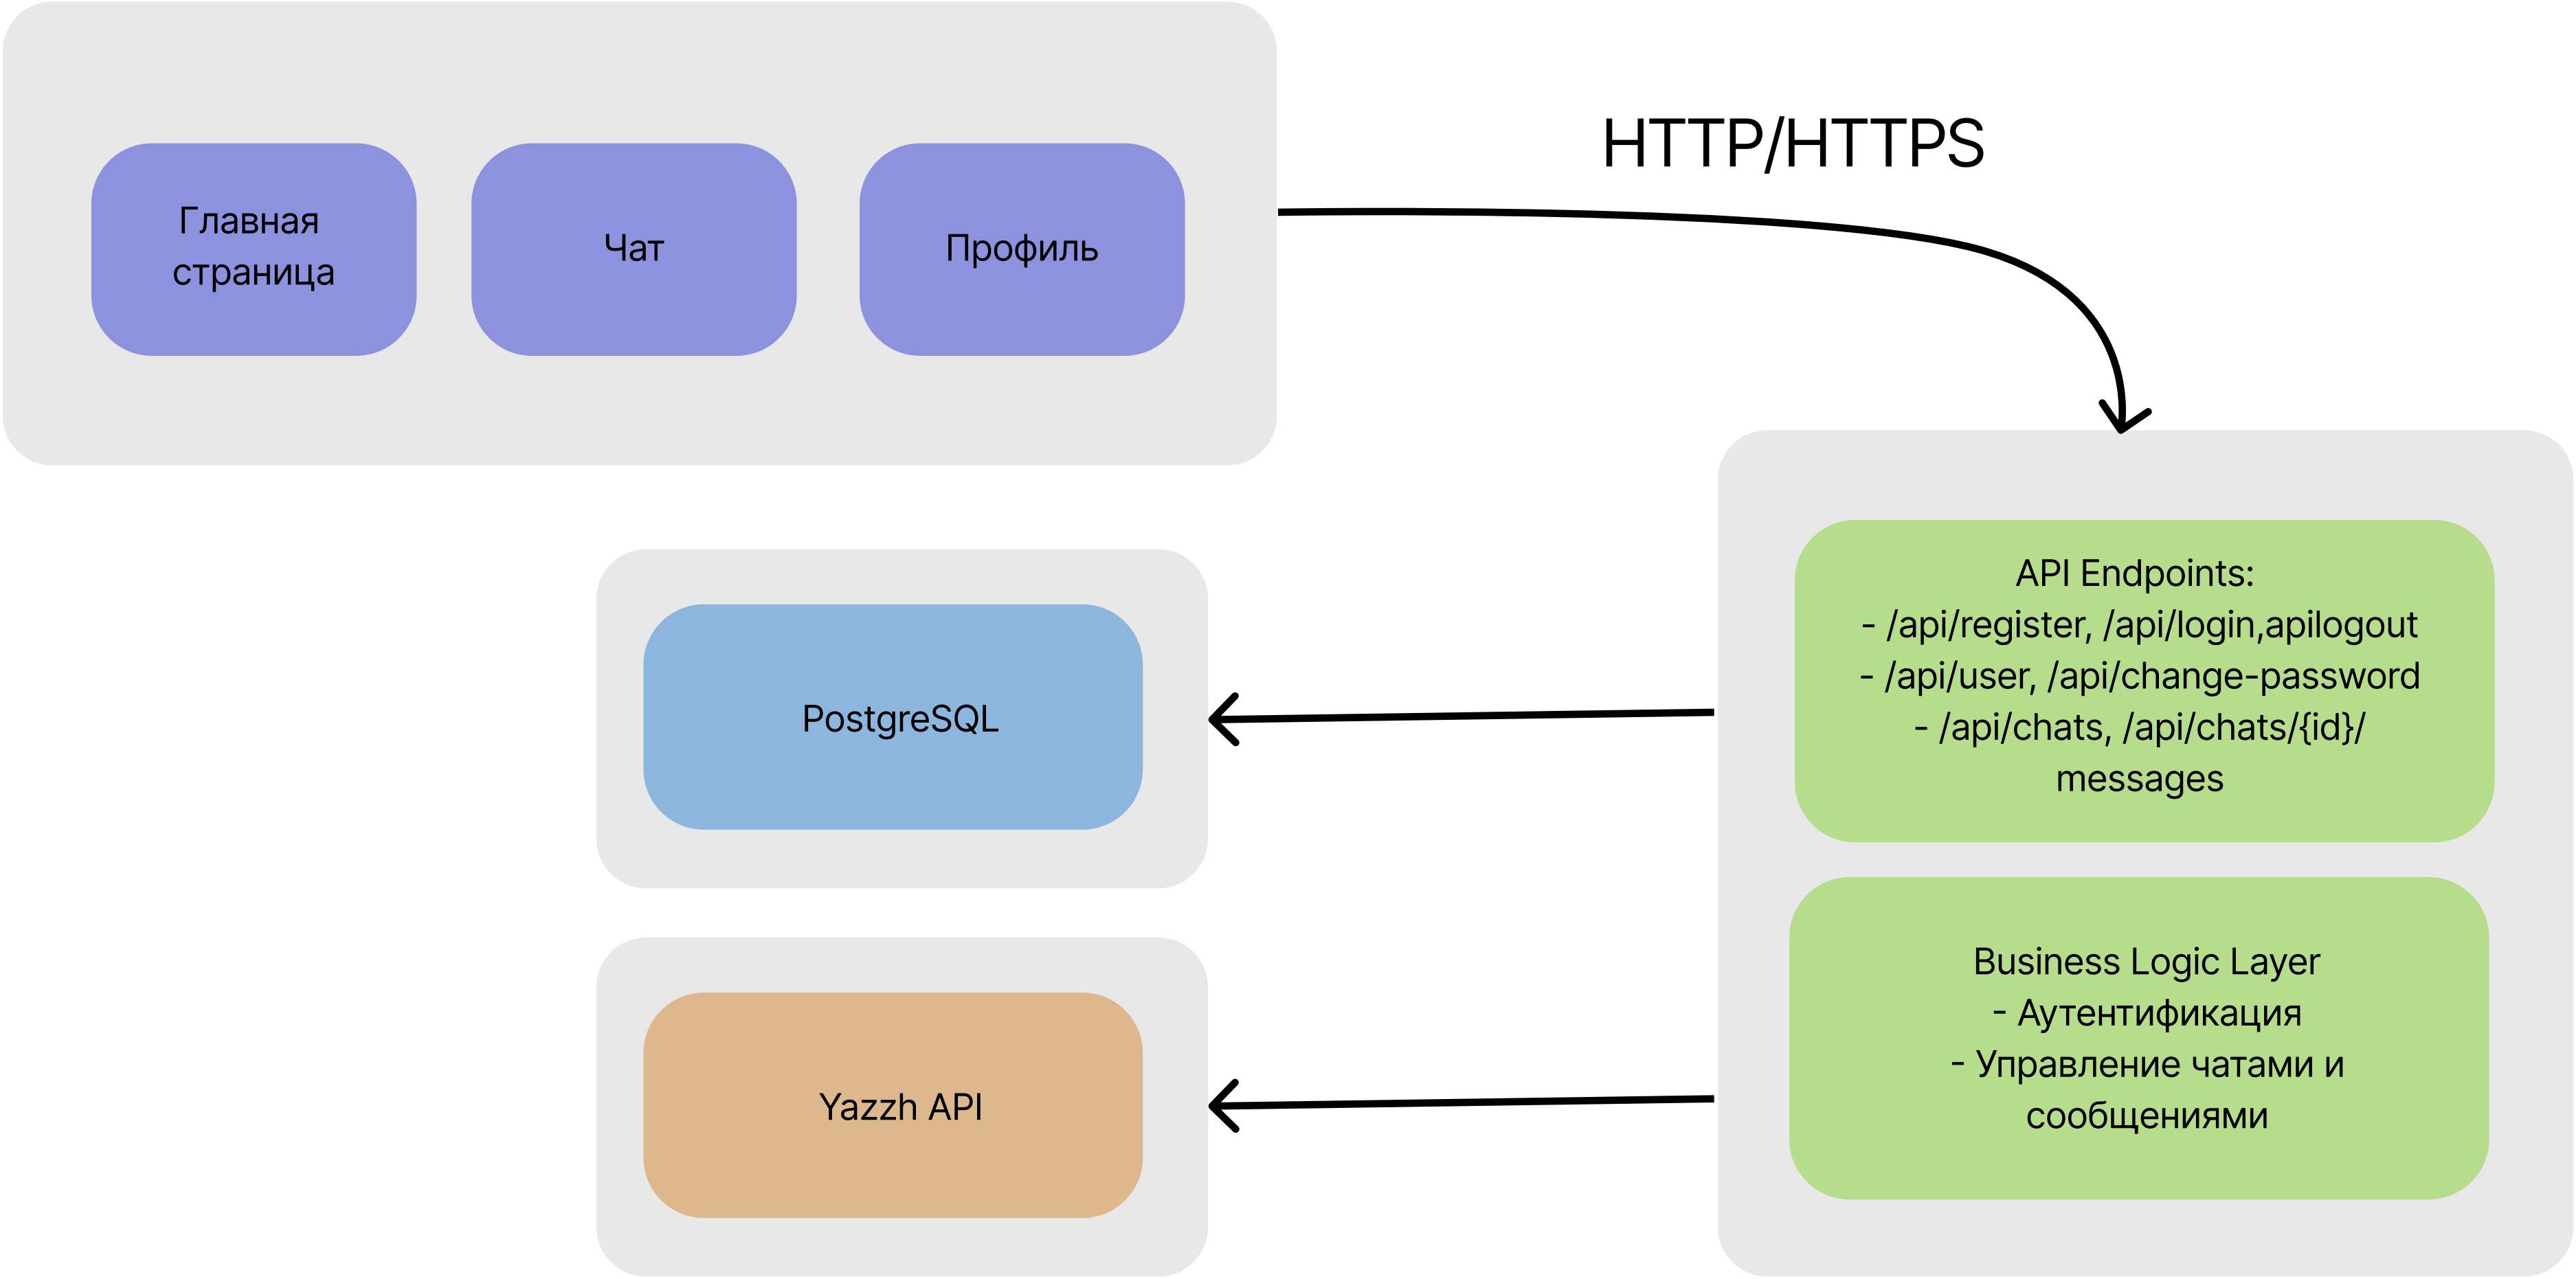 Главная
страница
Чат
Профиль
HTTP/HTTPS
API Endpoints:
- /api/register, /api/login,apilogout
- /api/user, /api/change-password
- /api/chats, /api/chats/{id}/
messages
PostgreSQL
Business Logic Layer
- Аутентификация
- Управление чатами и
сообщениями
Yazzh API